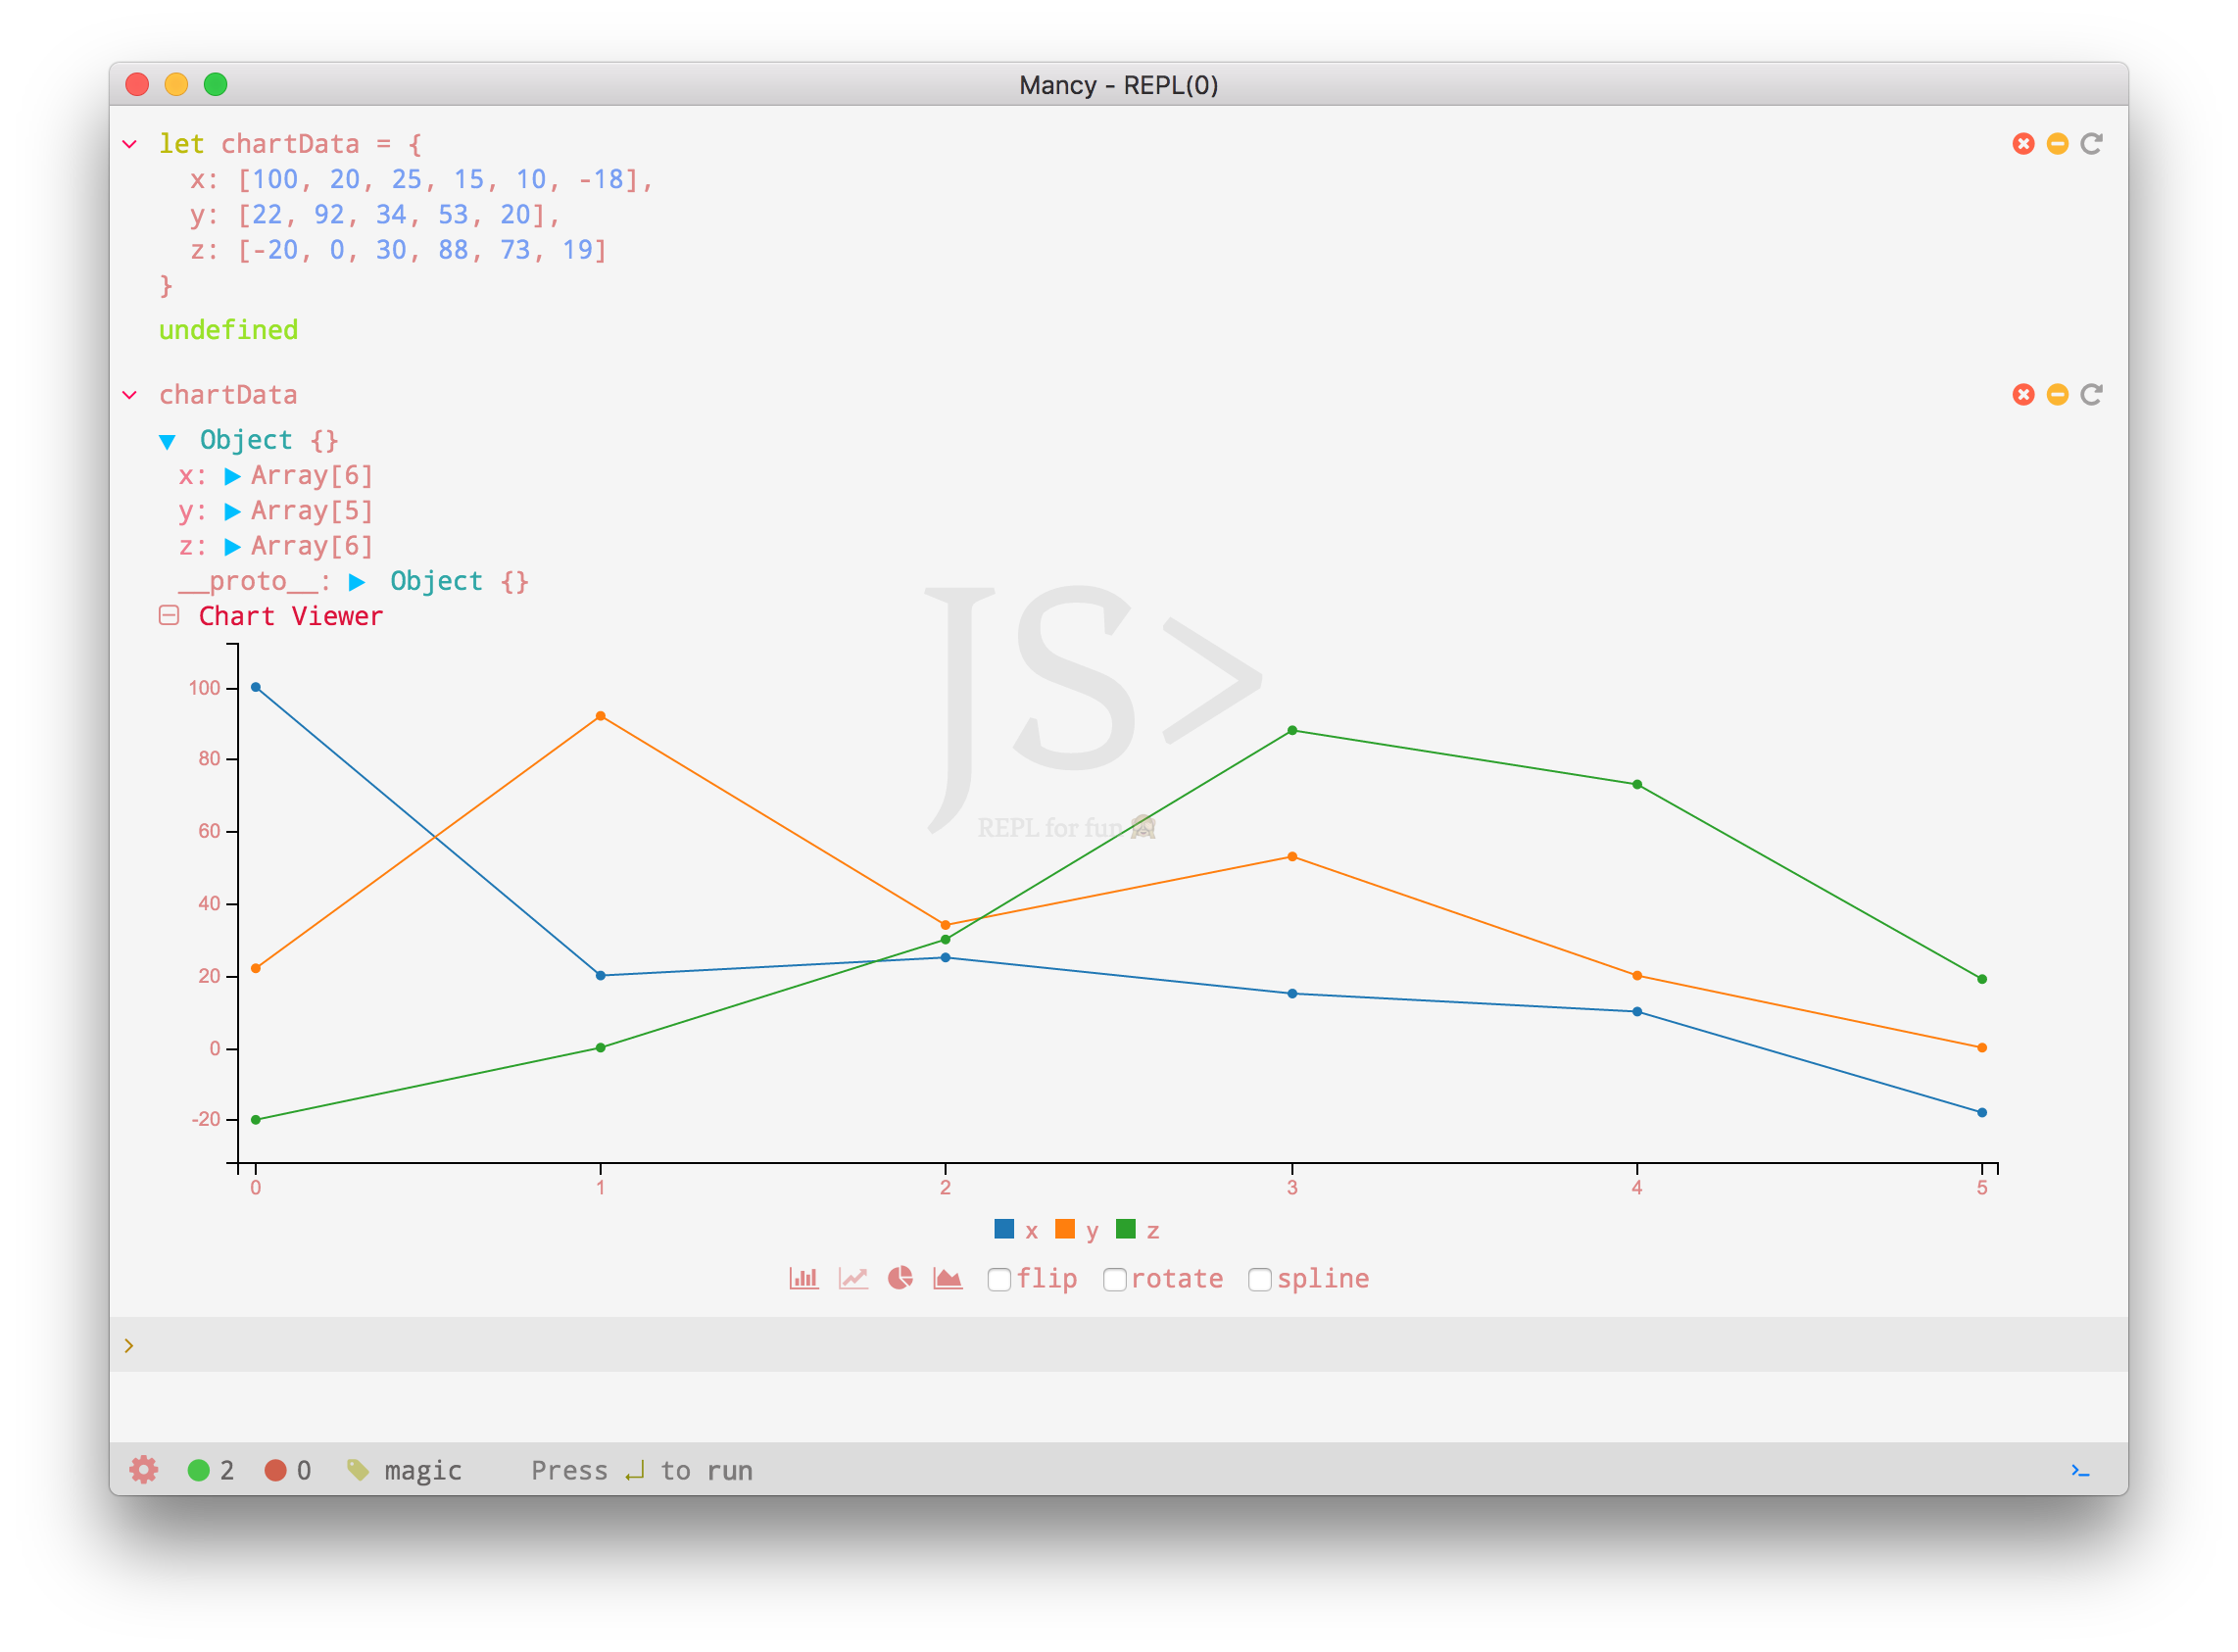 Mancy - REPL(0)
let chartData = {
x: [100, 20, 25, 15, 10, -18],
y: [22, 92, 34, 53, 20],
z: [-20, 0, 30, 88, 73, 19]
}
undefined
chartData
Object {}
x: Array[6]
y: Array[5]
z: Array[6]
__proto__: Object {}
Chart Viewer
JS>
REPL for fun
100
80
60
40
20
0
-20
0 1 2 3 4 5
x y z
flip rotate spline
>
2 0 magic Press ↵ to run >_